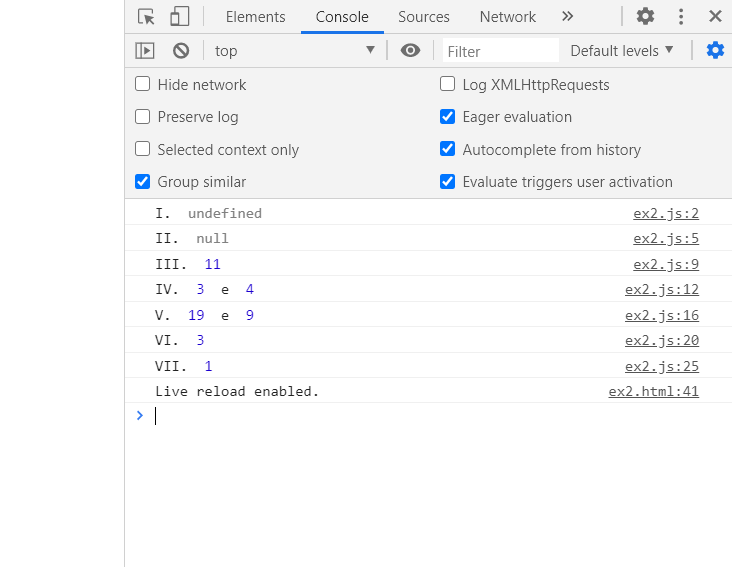 Elements Console Sources Network
top Filter Default levels
Hide network Log XMLHttpRequests
Preserve log Eager evaluation
Selected context only Autocomplete from history
Group similar Evaluate triggers user activation
I. undefined ex2.js:2
II. null ex2.js:5
III. 11 ex2.js:9
IV. 3 e 4 ex2.js:12
V. 19 e 9 ex2.js:16
VI. 3 ex2.js:20
VII. 1 ex2.js:25
Live reload enabled. ex2.html:41